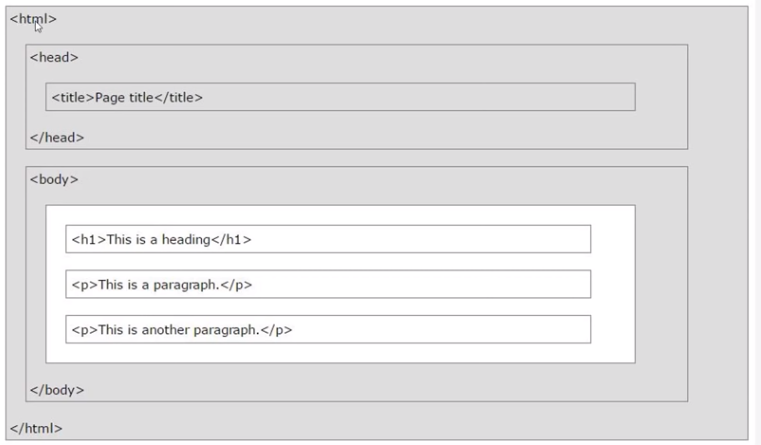 <html>
<head>
<title>Page title</title>
</head>
<body>
<h1>This is a heading</h1>
<p>This is a paragraph.</p>
<p>This is another paragraph.</p>
</body>
</html>